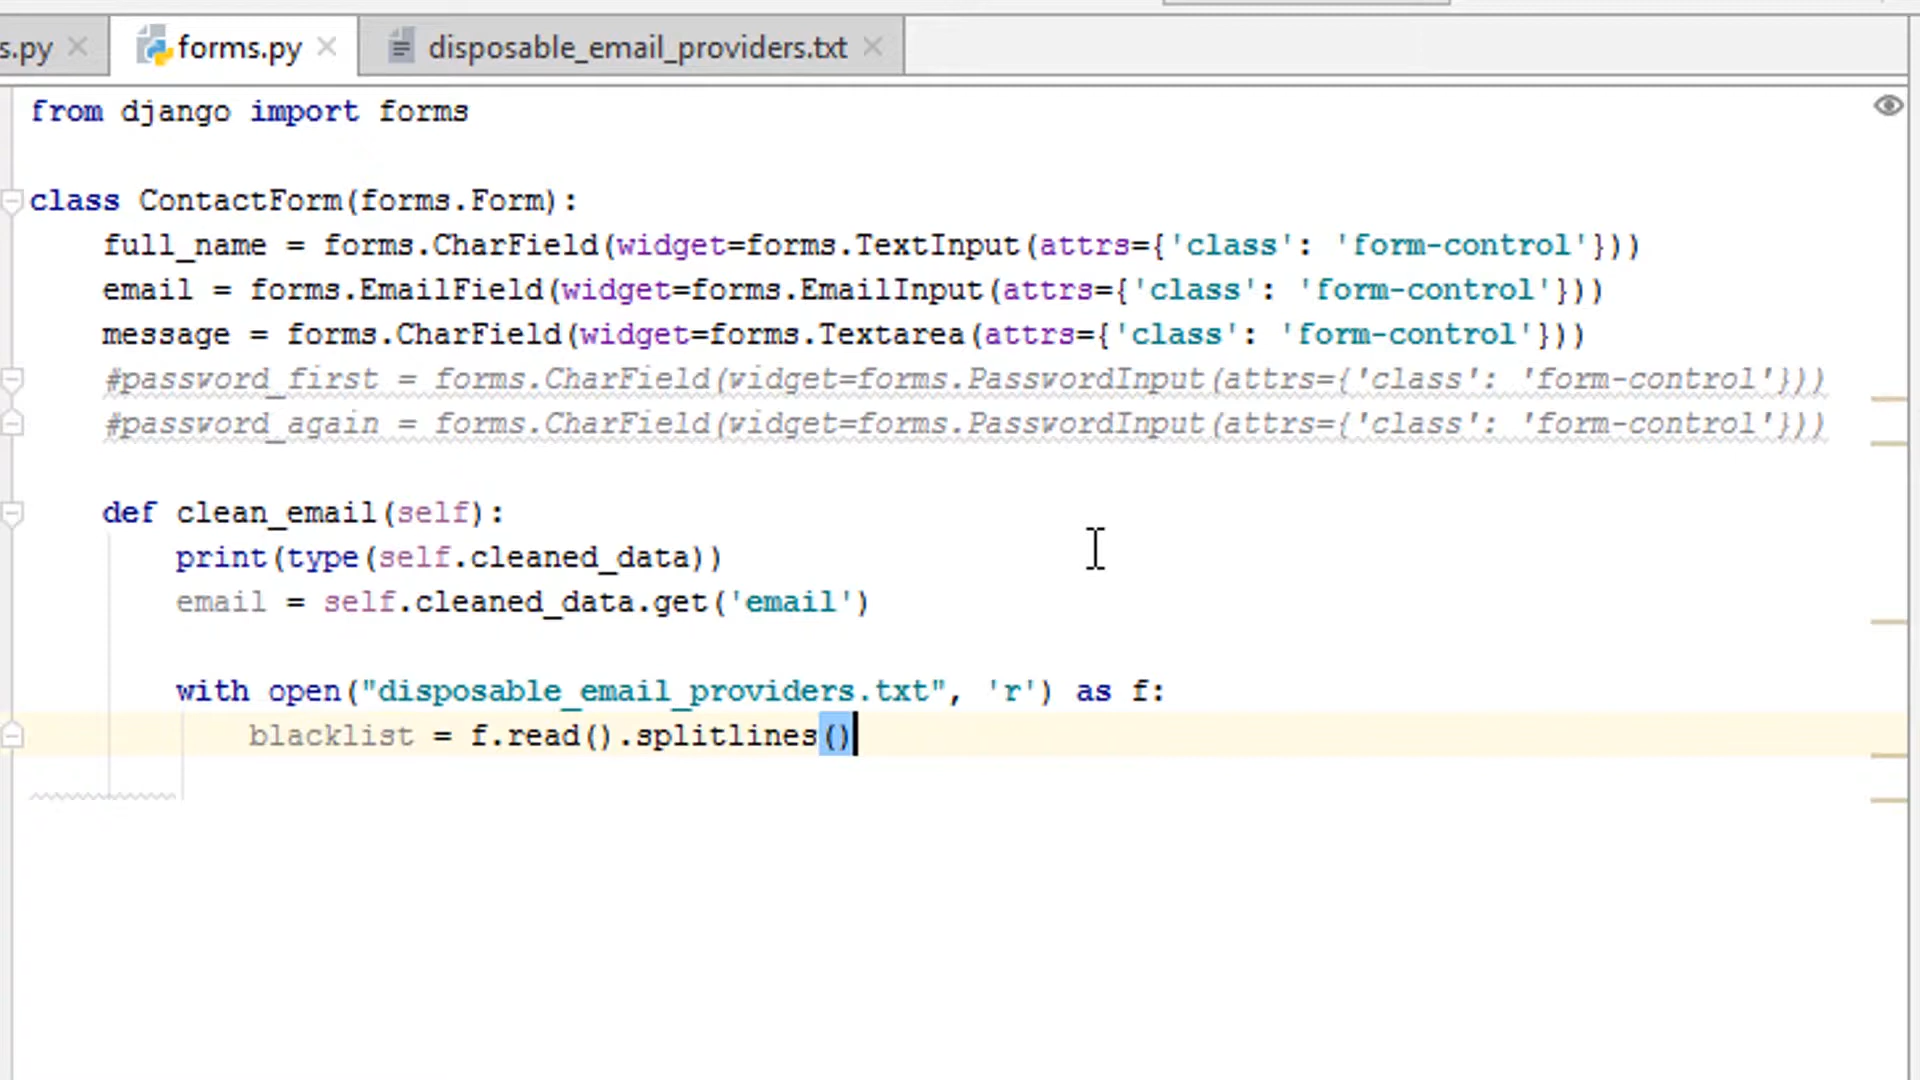 s.py forms.py disposable_email_providers.txt
from django import forms
class ContactForm(forms.Form):
full_name = forms.CharField(widget=forms.TextInput(attrs={'class': 'form-control'}))
email = forms.EmailField(widget=forms.EmailInput(attrs={'class': 'form-control'}))
message = forms.CharField(widget=forms.Textarea(attrs={'class': 'form-control'}))
#password_first = forms.CharField(widget=forms.PasswordInput(attrs={'class': 'form-control'}))
#password_again = forms.CharField(widget=forms.PasswordInput(attrs={'class': 'form-control'}))
def clean_email(self):
print(type(self.cleaned_data))
email = self.cleaned_data.get('email')
with open("disposable_email_providers.txt", 'r') as f:
blacklist = f.read().splitlines()